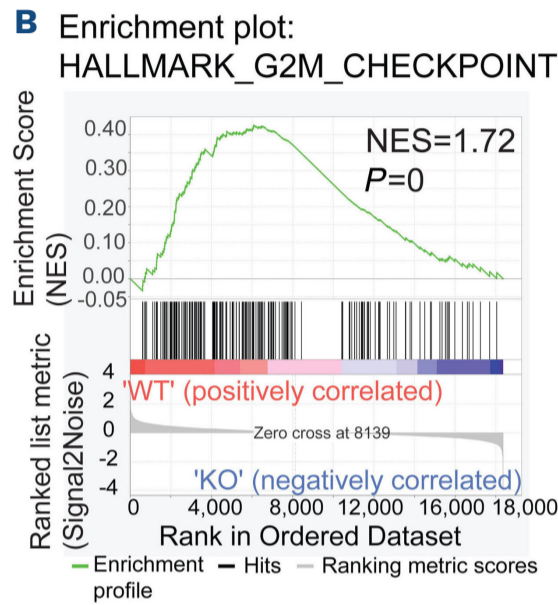 B Enrichment plot:
HALLMARK_G2M_CHECKPOINT
Enrichment Score
(NES)
0.40
0.30
0.20
0.10
0.00
-0.05
NES=1.72
P=0
Ranked list metric
(Signal2Noise)
4
2
0
-2
-4
'WT' (positively correlated)
Zero cross at 8139
'KO' (negatively correlated)
0 4,000 8,000 12,000 16,000 18,000
Rank in Ordered Dataset
Enrichment profile Hits Ranking metric scores